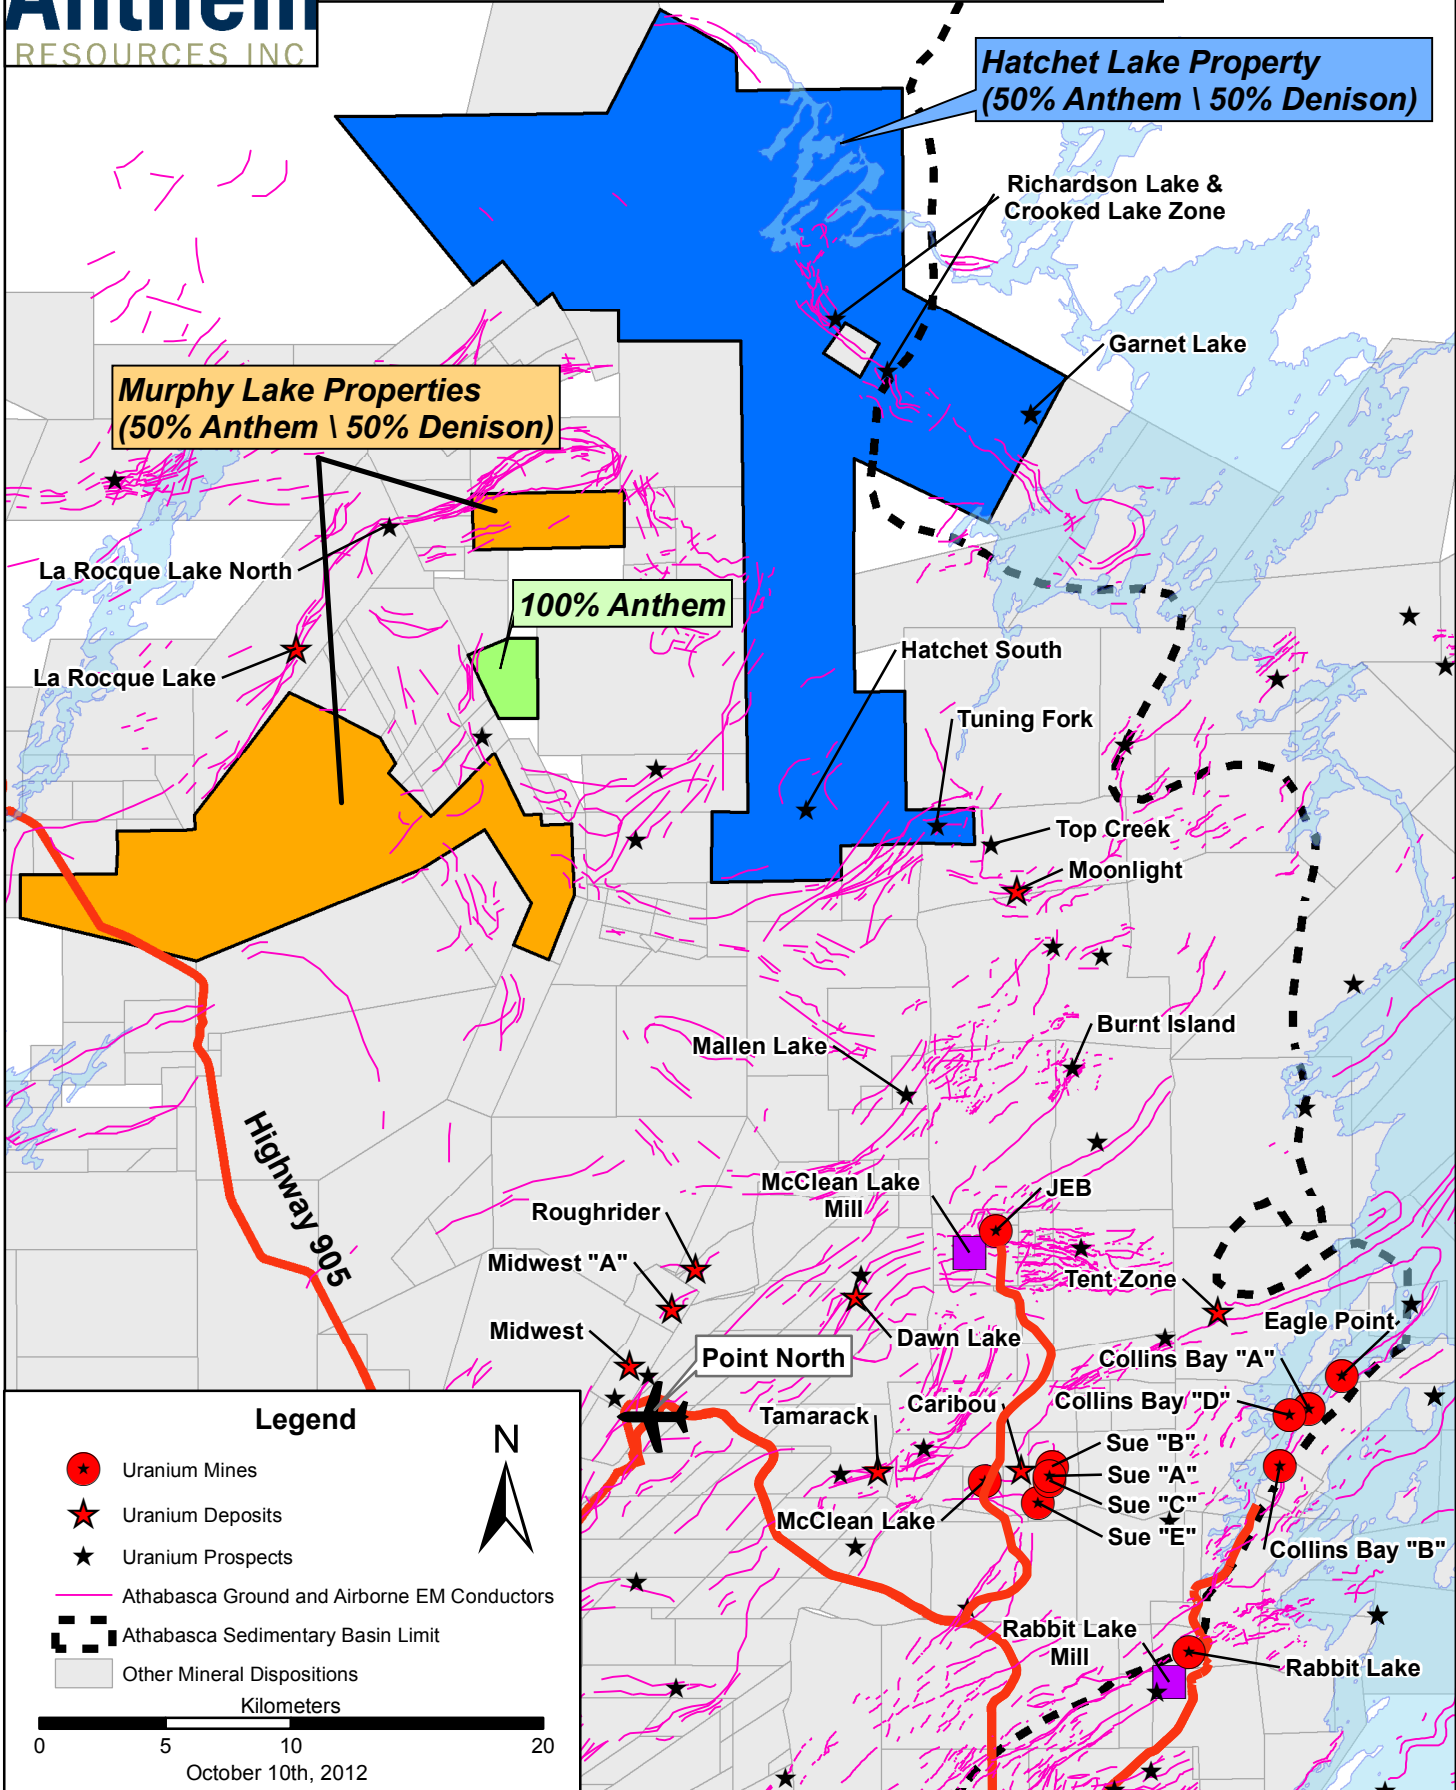 Anthem
RESOURCES INC
Hatchet Lake Property
(50% Anthem \ 50% Denison)
Richardson Lake &
Crooked Lake Zone
Garnet Lake
Murphy Lake Properties
(50% Anthem \ 50% Denison)
La Rocque Lake North
100% Anthem
Hatchet South
La Rocque Lake
Tuning Fork
Top Creek
Moonlight
Burnt Island
Mallen Lake
Highway 905
McClean Lake
Mill
JEB
Roughrider
Midwest "A"
Tent Zone
Eagle Point
Midwest
Dawn Lake
Point North
Collins Bay "A"
Collins Bay "D"
Caribou
Tamarack
Sue "B"
Sue "A"
Sue "C"
McClean Lake
Sue "E"
Collins Bay "B"
Rabbit Lake
Mill
Rabbit Lake
Legend
N
Uranium Mines
Uranium Deposits
Uranium Prospects
Athabasca Ground and Airborne EM Conductors
Athabasca Sedimentary Basin Limit
Other Mineral Dispositions
Kilometers
0 5 10 20
October 10th, 2012